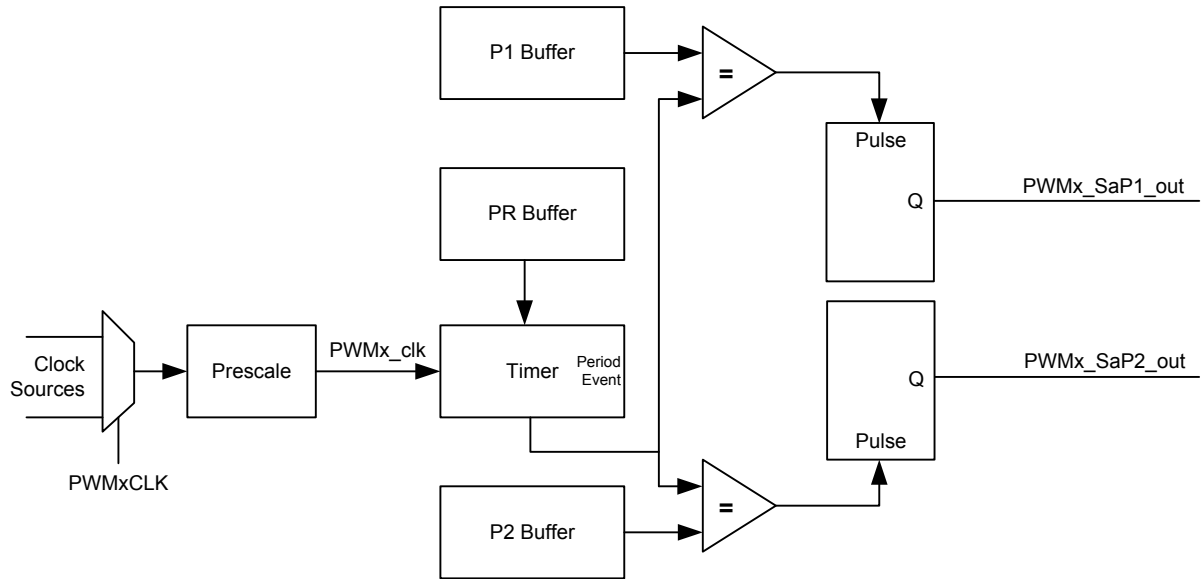 P1 Buffer
=
Pulse
Q
PWMx_SaP1_out
PR Buffer
Clock
Sources
PWMxCLK
Prescale
PWMx_clk
Timer
Period
Event
Q
PWMx_SaP2_out
Pulse
P2 Buffer
=